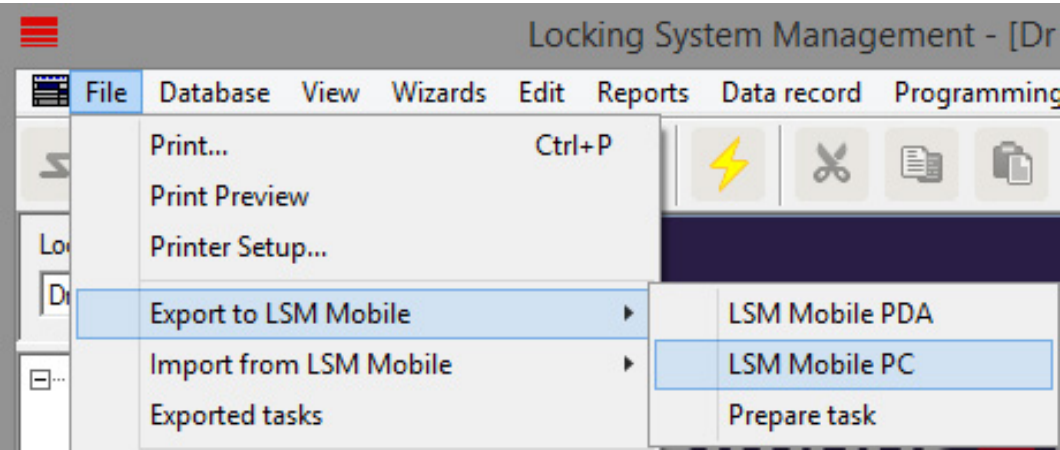 Locking System Management - [Dr
File Database View Wizards Edit Reports Data record Programming
Print... Ctrl+P
Print Preview
Printer Setup...
Export to LSM Mobile
LSM Mobile PDA
Import from LSM Mobile
LSM Mobile PC
Exported tasks
Prepare task